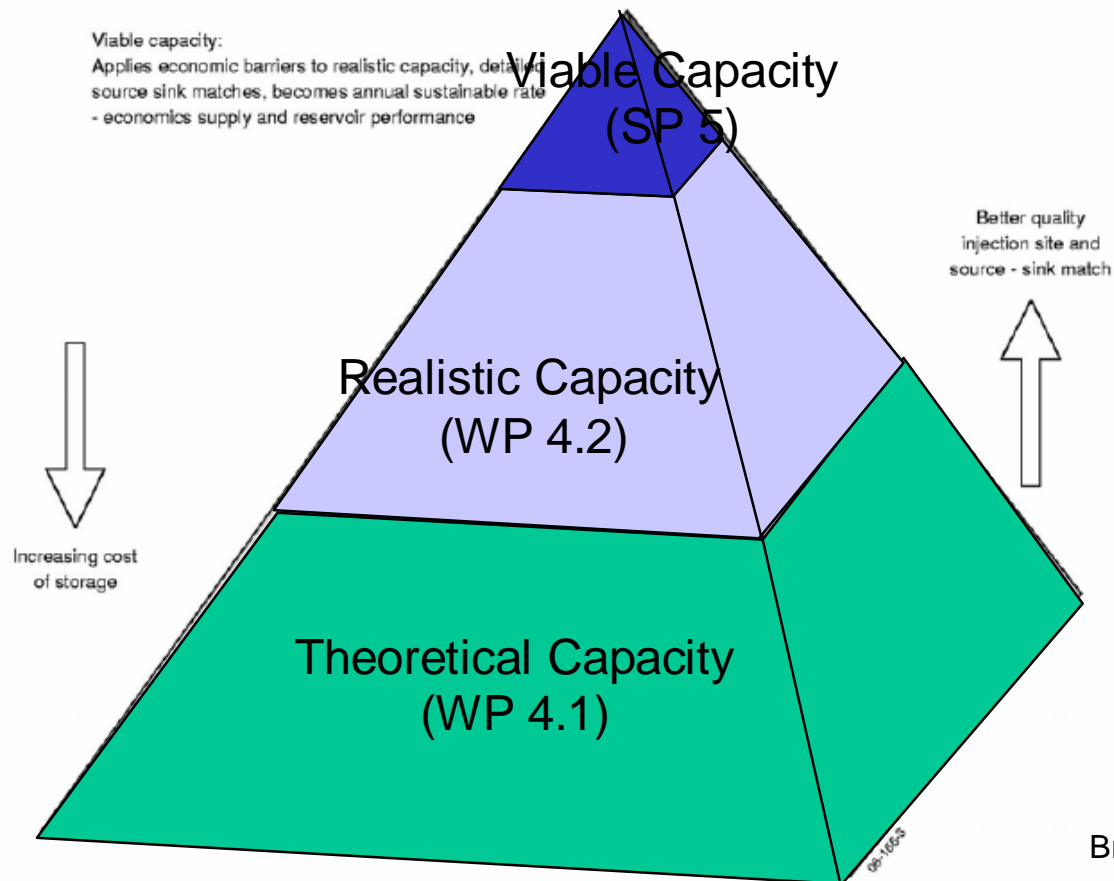 Viable capacity:
Applies economic barriers to realistic capacity, detailed
source sink matches, becomes annual sustainable rate
- economics supply and reservoir performance
Viable Capacity
(SP 5)
Better quality
injection site and
source - sink match
Realistic Capacity
(WP 4.2)
Increasing cost
of storage
Theoretical Capacity
(WP 4.1)